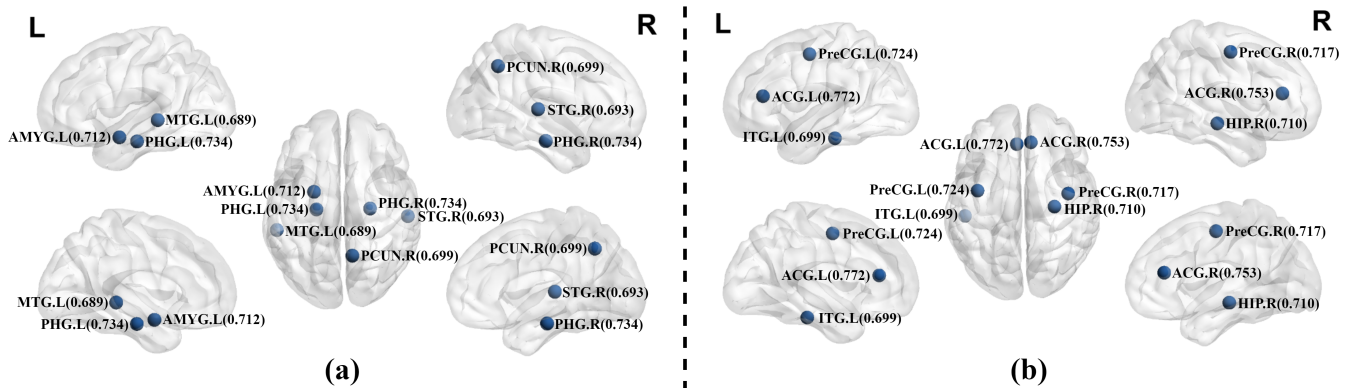 L
R
PCUN.R(0.699)
MTG.L(0.689)
STG.R(0.693)
AMYG.L(0.712)
PHG.L(0.734)
PHG.R(0.734)
AMYG.L(0.712)
PHG.L(0.734)
PHG.R(0.734)
STG.R(0.693)
MTG.L(0.689)
PCUN.R(0.699)
PCUN.R(0.699)
STG.R(0.693)
MTG.L(0.689)
PHG.L(0.734)
AMYG.L(0.712)
PHG.R(0.734)
(a)
L
R
PreCG.L(0.724)
PreCG.R(0.717)
ACG.L(0.772)
ACG.R(0.753)
ITG.L(0.699)
HIP.R(0.710)
ACG.L(0.772)
ACG.R(0.753)
PreCG.L(0.724)
PreCG.R(0.717)
HIP.R(0.710)
ITG.L(0.699)
PreCG.L(0.724)
PreCG.R(0.717)
ACG.L(0.772)
ACG.R(0.753)
ITG.L(0.699)
HIP.R(0.710)
(b)